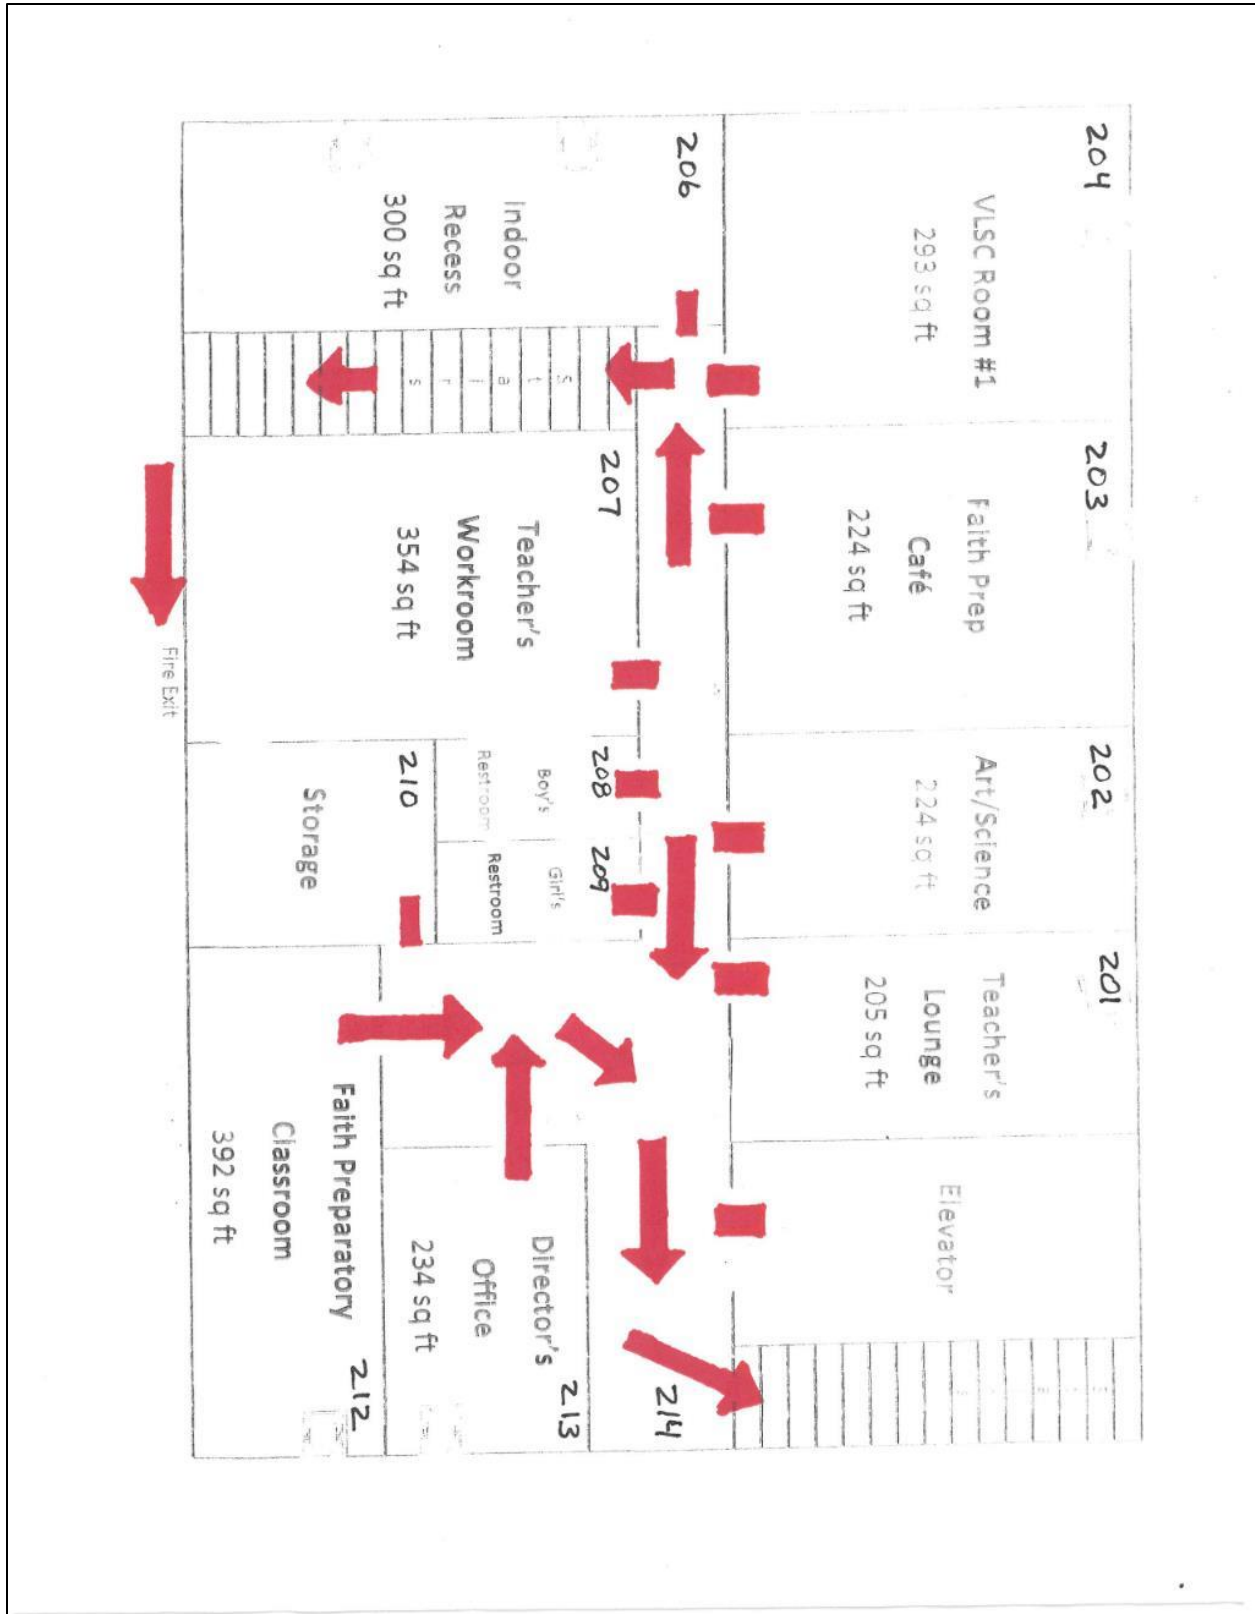 204
VLSC Room #1
293 sq ft
203
Faith Prep
Café
224 sq ft
202
Art/Science
224 sq ft
201
Teacher's
Lounge
205 sq ft
Elevator
206
Indoor
Recess
300 sq ft
S
t
a
i
r
s
207
Teacher's
Workroom
354 sq ft
208
Boy's
Restroom
209
Girl's
Restroom
210
Storage
214
213
Director's
Office
234 sq ft
212
Faith Preparatory
Classroom
392 sq ft
Fire Exit